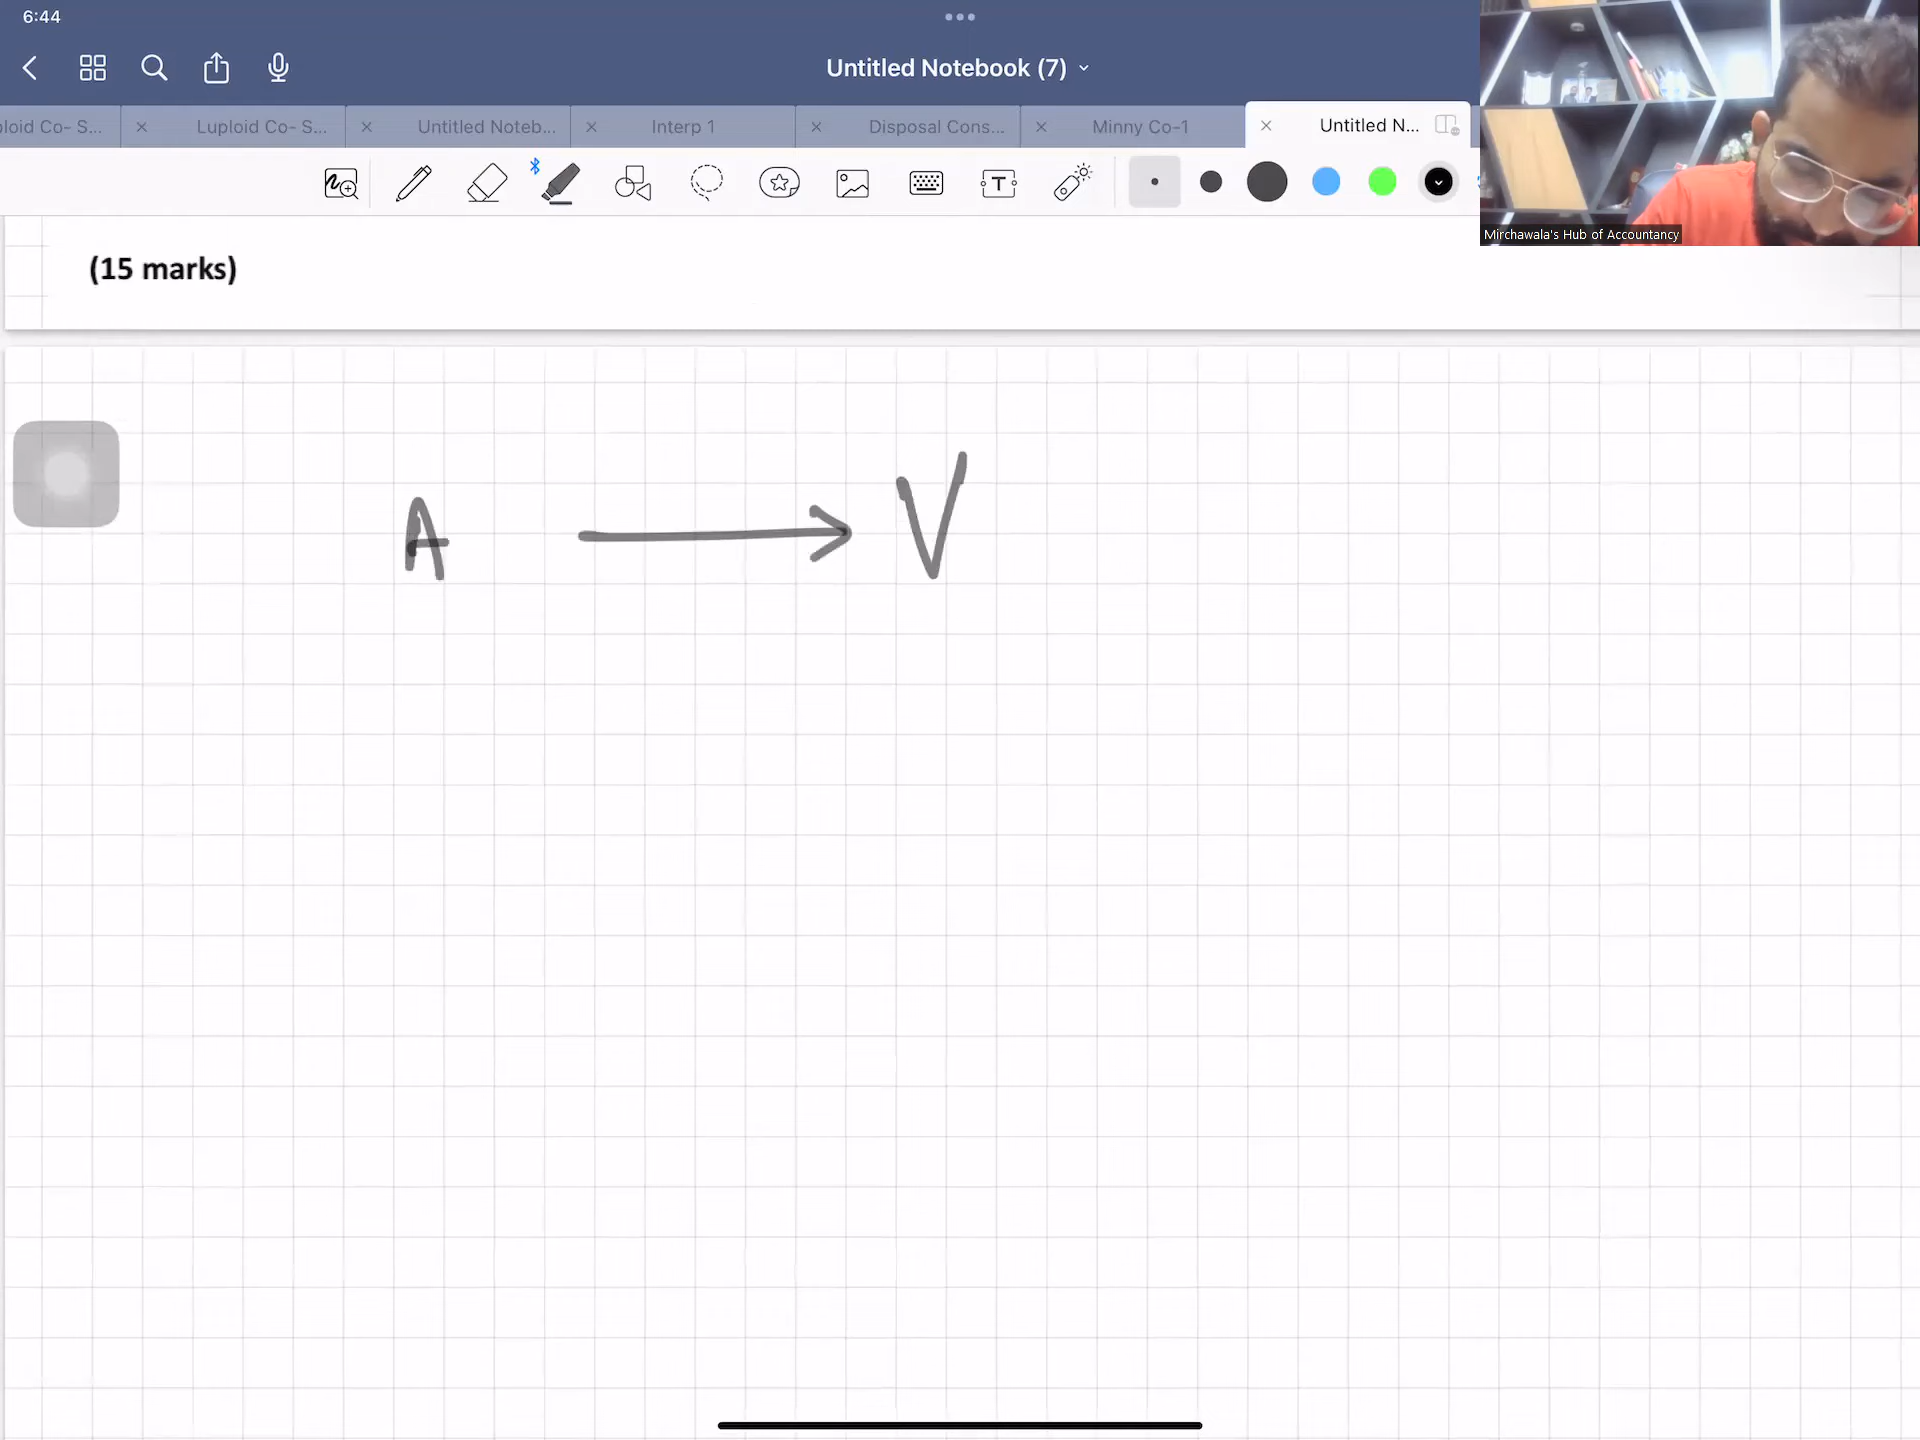 6:44
Untitled Notebook (7)
ploid Co- S... Luploid Co- S... Untitled Noteb... Interp 1 Disposal Cons... Minny Co-1 Untitled N...
T
Mirchawala's Hub of Accountancy
(15 marks)
A → V